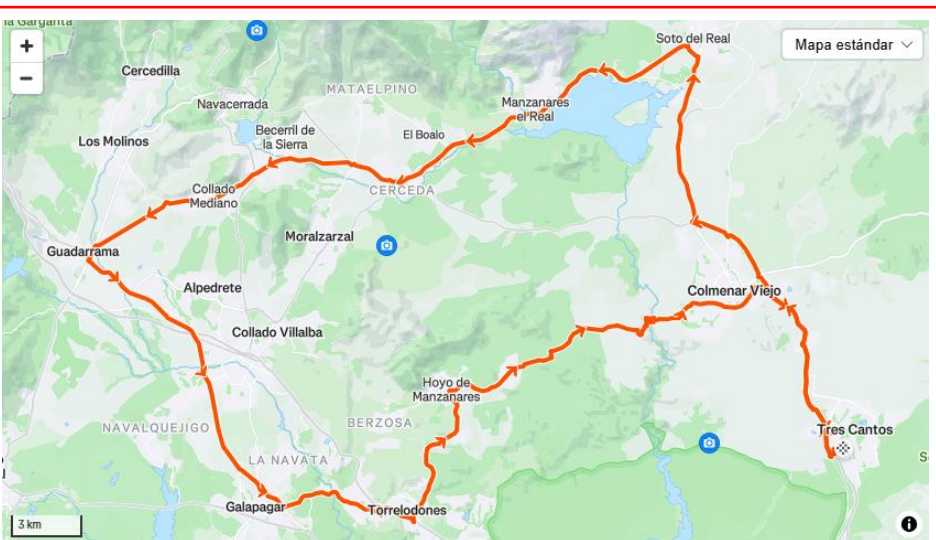 la Garganta
+
−
Mapa estándar
Soto del Real
Cercedilla
MATAELPINO
Navacerrada
Manzanares
el Real
Becerril de
la Sierra
El Boalo
Los Molinos
CERCEDA
Collado
Mediano
Moralzarzal
Guadarrama
Alpedrete
Colmenar Viejo
Collado Villalba
Hoyo de
Manzanares
BERZOSA
NAVALQUEJIGO
Tres Cantos
LA NAVATA
Galapagar
Torrelodones
3 km
i